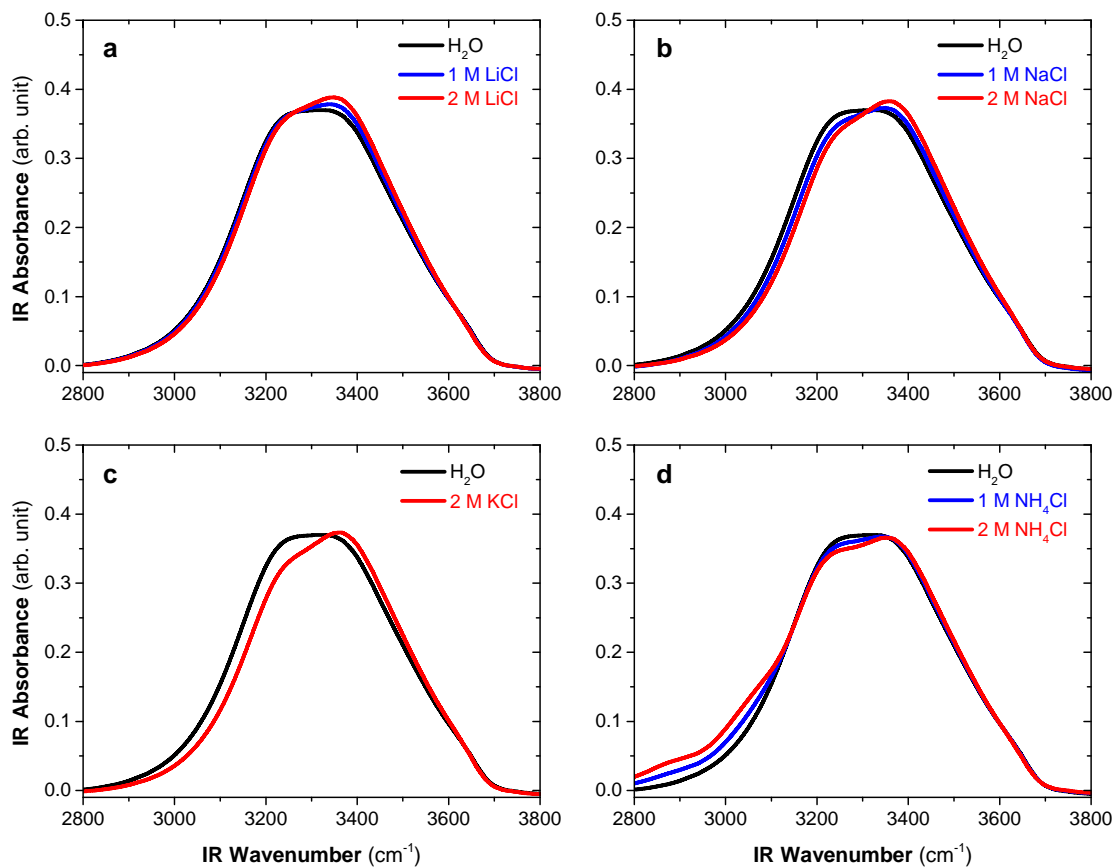 a
H₂O
1 M LiCl
2 M LiCl
IR Absorbance (arb. unit)
0.5
0.4
0.3
0.2
0.1
0.0
2800 3000 3200 3400 3600 3800
b
H₂O
1 M NaCl
2 M NaCl
0.5
0.4
0.3
0.2
0.1
0.0
2800 3000 3200 3400 3600 3800
c
H₂O
2 M KCl
IR Absorbance (arb. unit)
0.5
0.4
0.3
0.2
0.1
0.0
2800 3000 3200 3400 3600 3800
IR Wavenumber (cm⁻¹)
d
H₂O
1 M NH₄Cl
2 M NH₄Cl
0.5
0.4
0.3
0.2
0.1
0.0
2800 3000 3200 3400 3600 3800
IR Wavenumber (cm⁻¹)